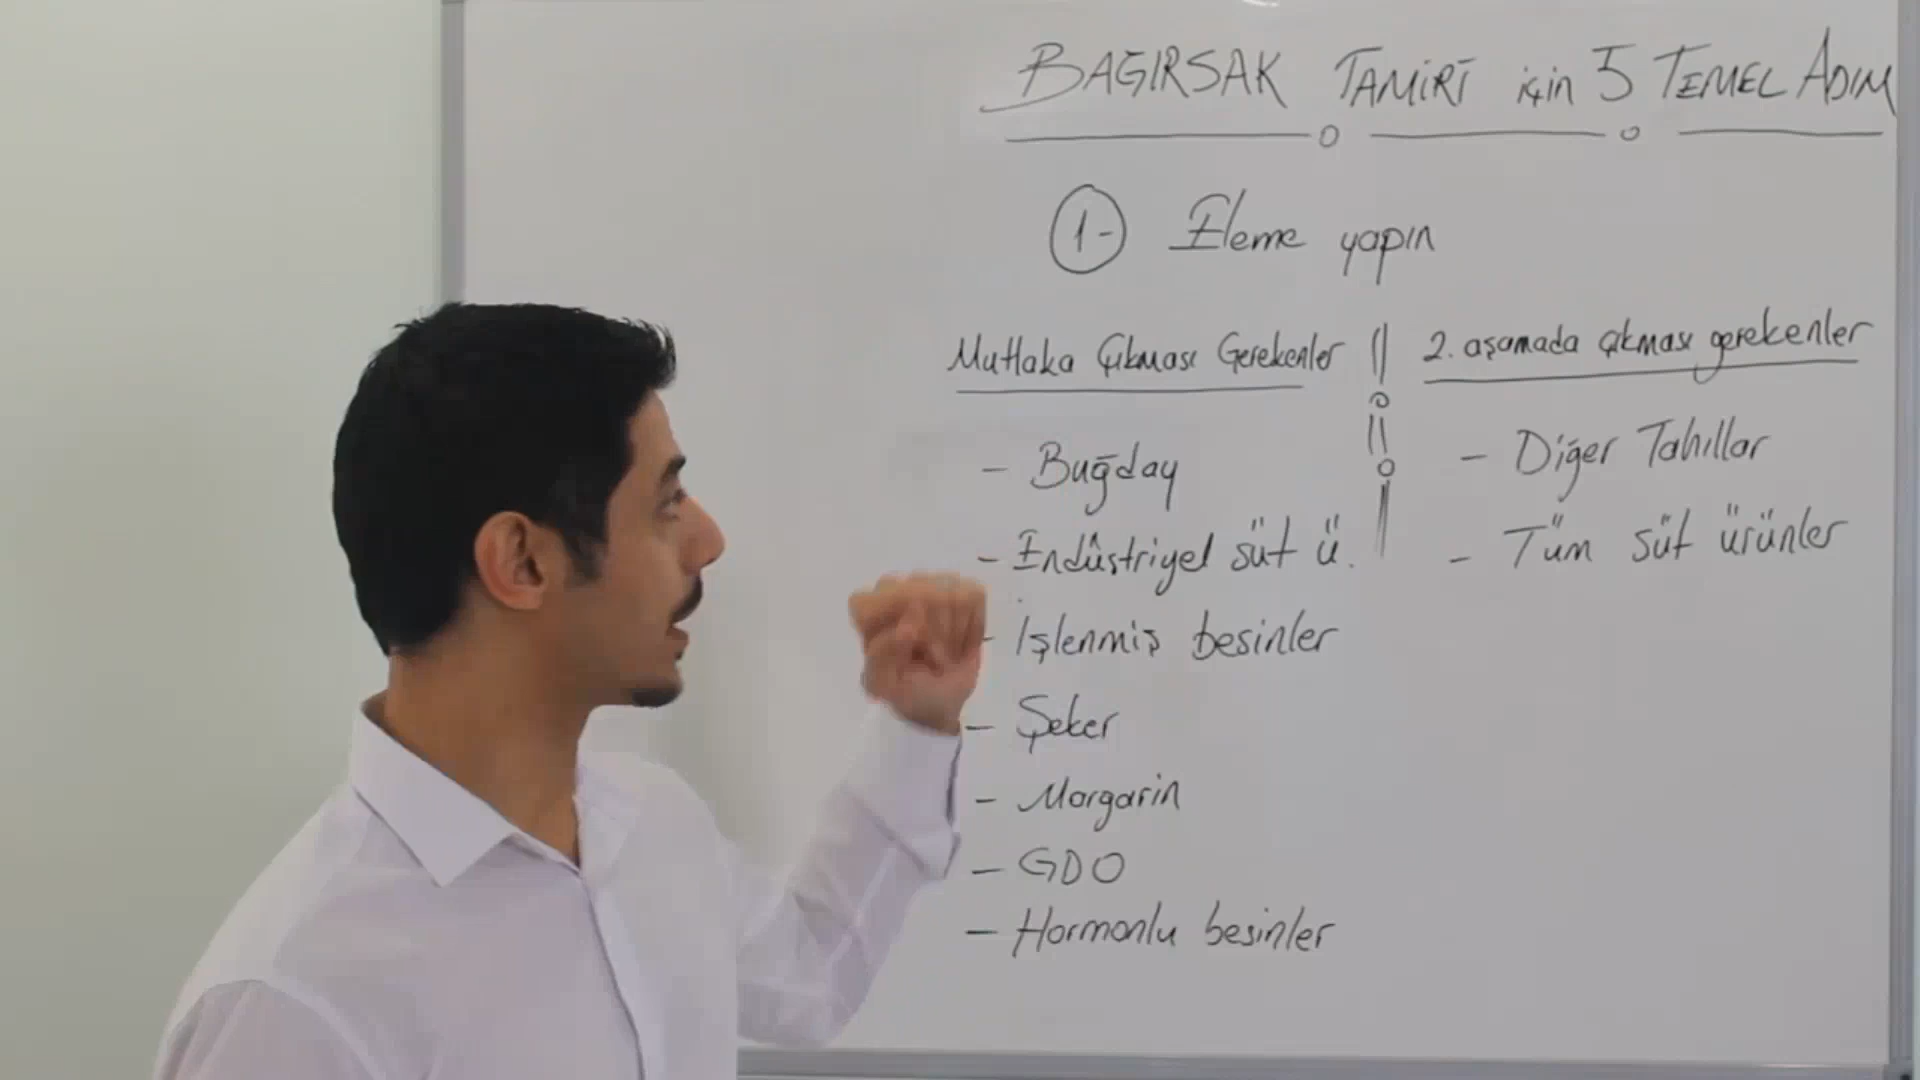 BAĞIRSAK TAMİRİ için 5 TEMEL ADIM
1- Eleme yapın
Mutlaka Çıkması Gerekenler
- Buğday
- Endüstriyel süt ü.
- İşlenmiş besinler
- Şeker
- Margarin
- GDO
- Hormonlu besinler
2. aşamada çıkması gerekenler
- Diğer Tahıllar
- Tüm süt ürünler